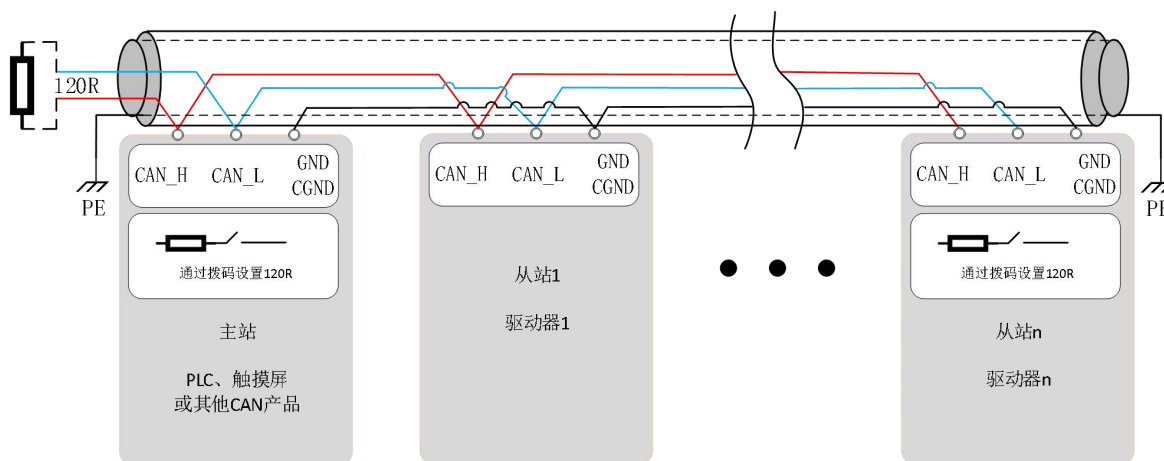 120R
PE
PE
CAN_H
CAN_L
GND
CGND
CAN_H
CAN_L
GND
CGND
CAN_H
CAN_L
GND
CGND
通过拨码设置120R
通过拨码设置120R
主站
PLC、触摸屏
或其他CAN产品
从站1
驱动器1
从站n
驱动器n